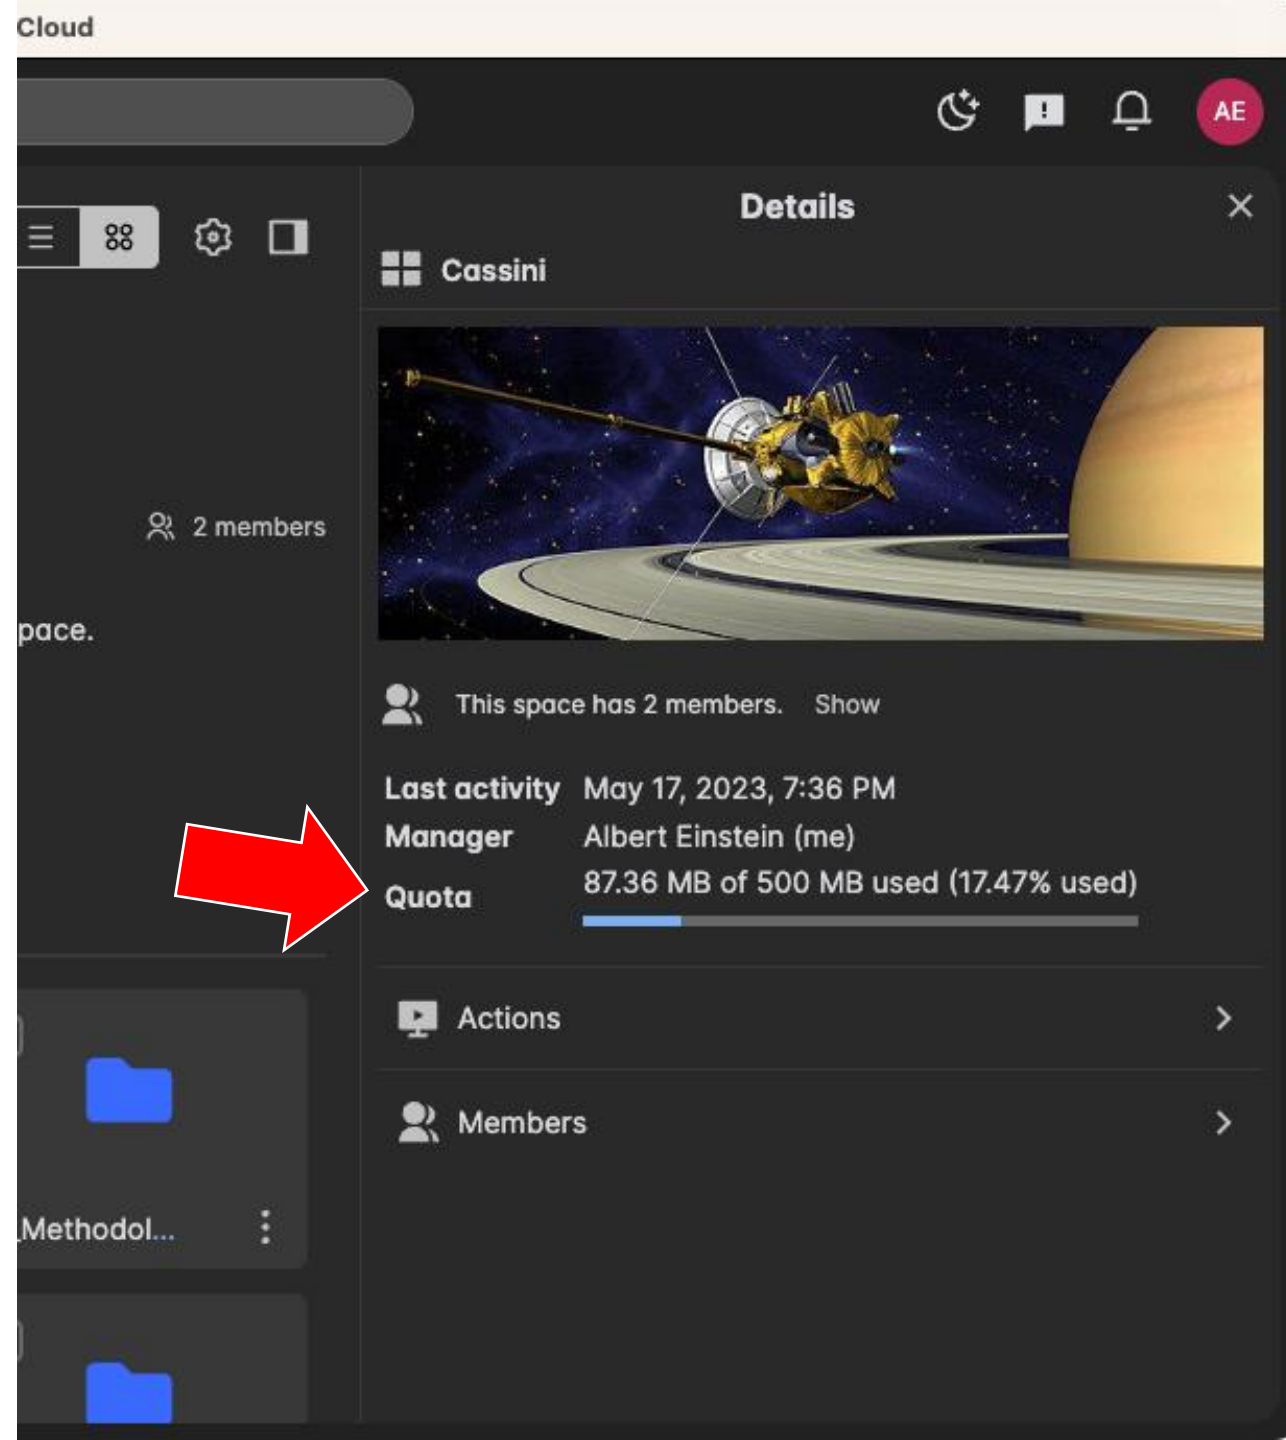 Cloud
AE
Details
Cassini
2 members
pace.
This space has 2 members. Show
Last activity May 17, 2023, 7:36 PM
Manager Albert Einstein (me)
Quota 87.36 MB of 500 MB used (17.47% used)
Actions
Members
_Methodol...